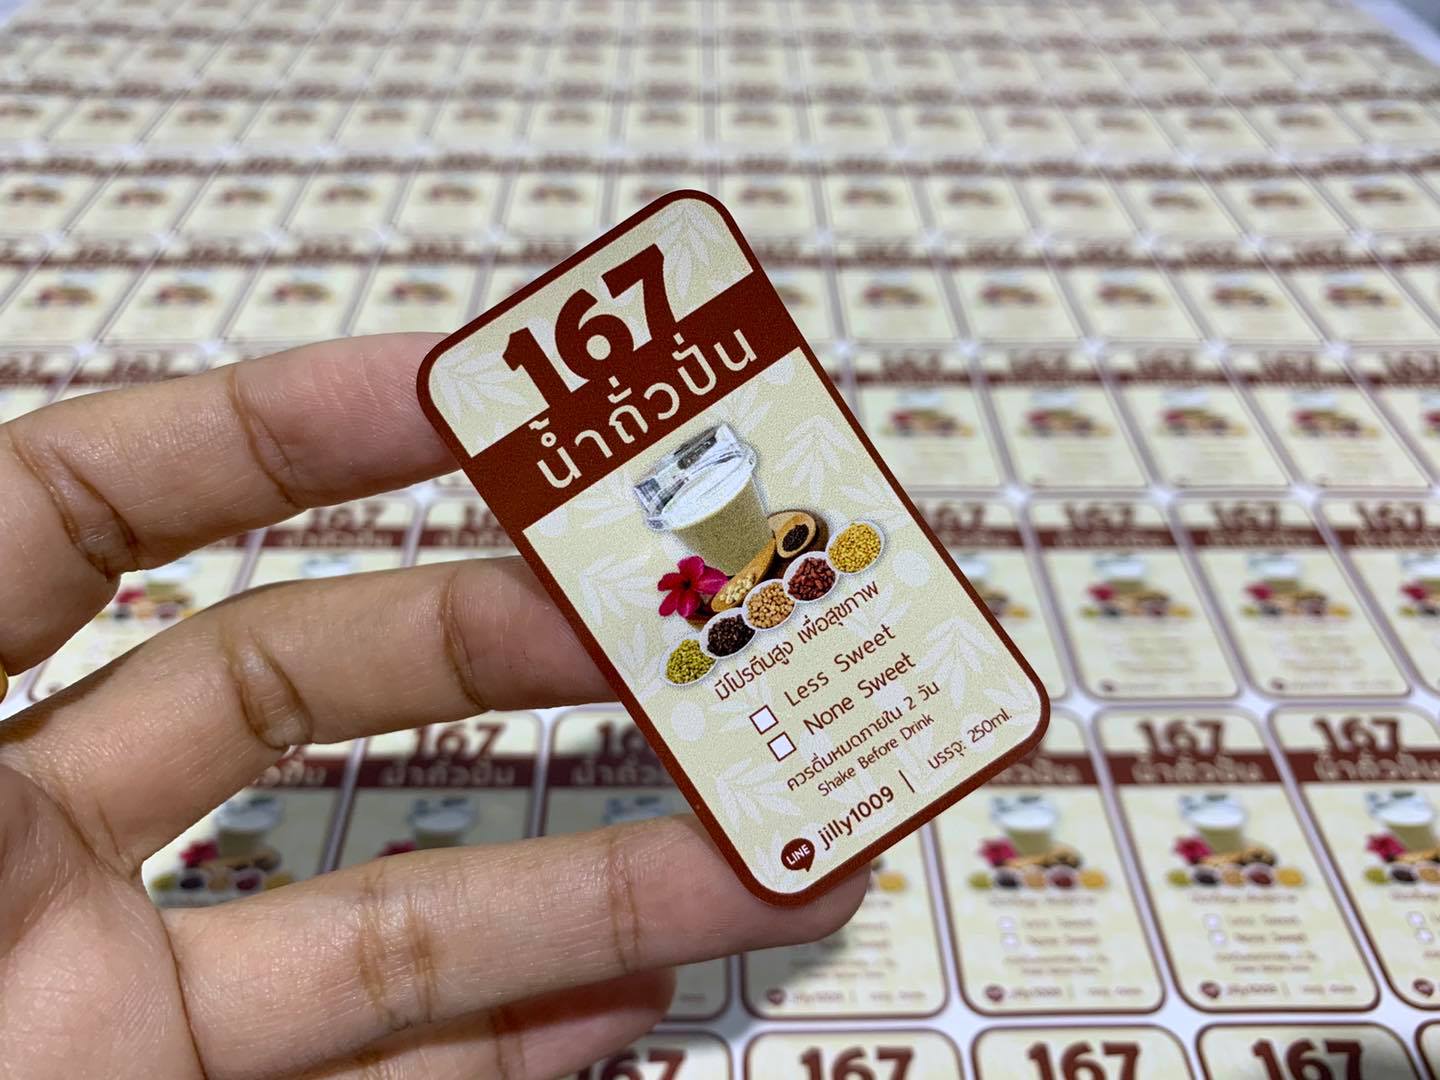 167
น้ำถั่วปั่น
มีโปรตีนสูง เพื่อสุขภาพ
Less Sweet
None Sweet
ควรดื่มหมดภายใน 2 วัน
Shake Before Drink
LINE jilly1009 | บรรจุ: 250ml.